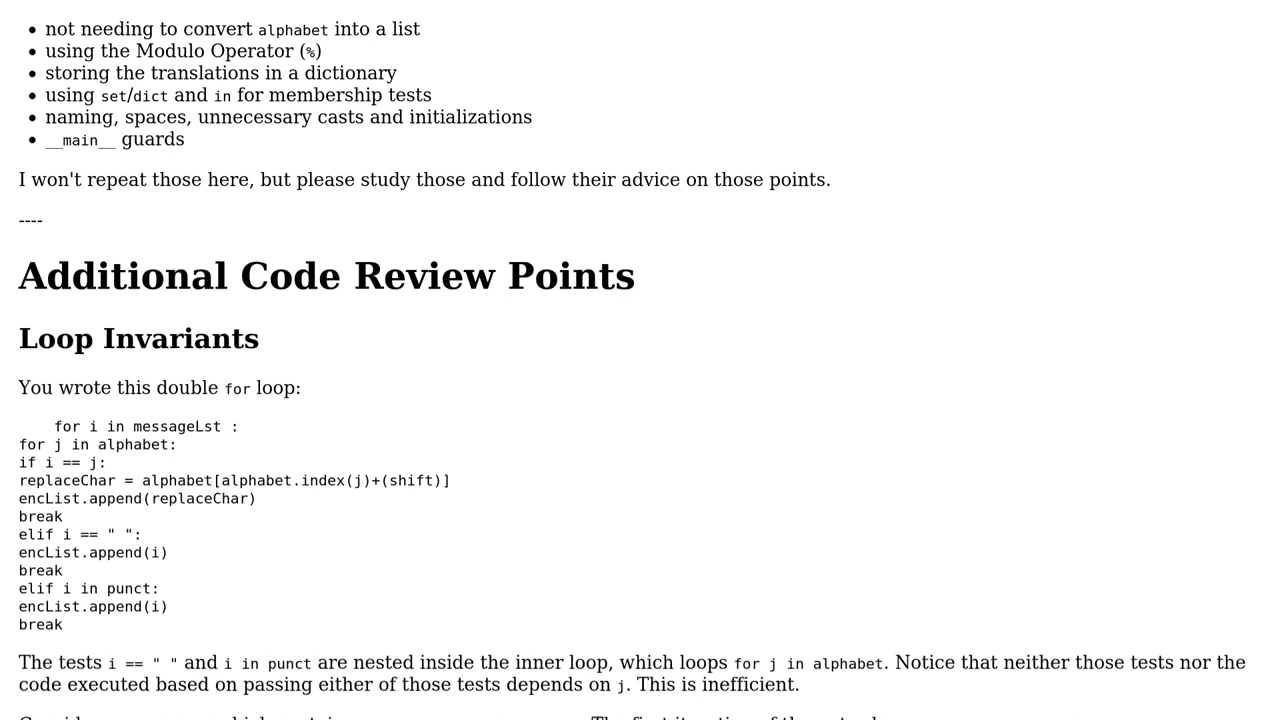 not needing to convert alphabet into a list
using the Modulo Operator (%)
storing the translations in a dictionary
using set/dict and in for membership tests
naming, spaces, unnecessary casts and initializations
__main__ guards
I won't repeat those here, but please study those and follow their advice on those points.
----
Additional Code Review Points
Loop Invariants
You wrote this double for loop:
for i in messageLst :
for j in alphabet:
if i == j:
replaceChar = alphabet[alphabet.index(j)+(shift)]
encList.append(replaceChar)
break
elif i == " ":
encList.append(i)
break
elif i in punct:
encList.append(i)
break
The tests i == " " and i in punct are nested inside the inner loop, which loops for j in alphabet. Notice that neither those tests nor the
code executed based on passing either of those tests depends on j. This is inefficient.